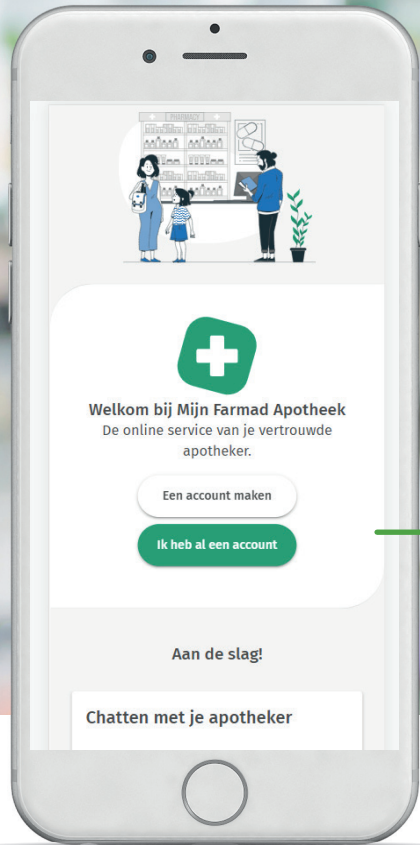 PHARMACY
Welkom bij Mijn Farmad Apotheek
De online service van je vertrouwde
apotheker.
Een account maken
Ik heb al een account
Aan de slag!
Chatten met je apotheker